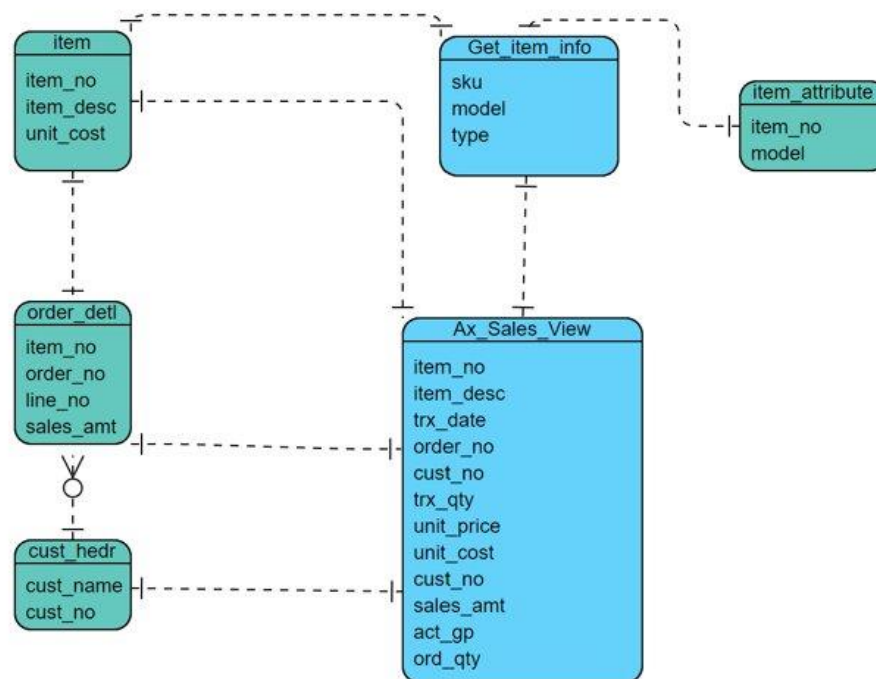 item
item_no
item_desc
unit_cost
Get_item_info
sku
model
type
item_attribute
item_no
model
order_detl
item_no
order_no
line_no
sales_amt
Ax_Sales_View
item_no
item_desc
trx_date
order_no
cust_no
trx_qty
unit_price
unit_cost
cust_no
sales_amt
act_gp
ord_qty
cust_hedr
cust_name
cust_no